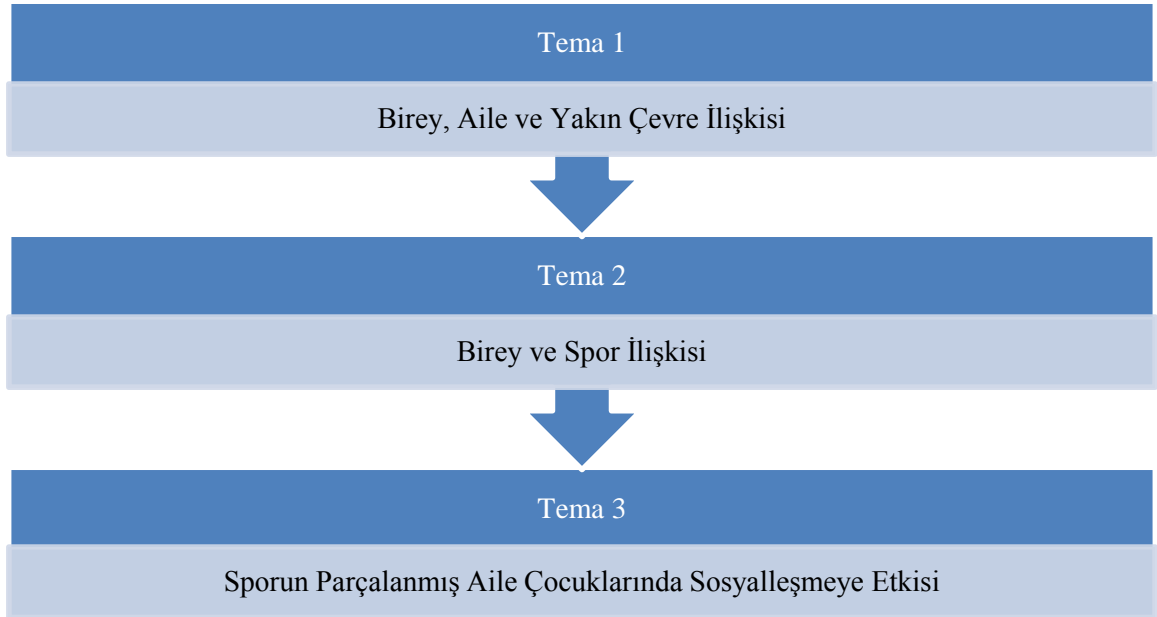 Tema 1
Birey, Aile ve Yakın Çevre İlişkisi
Tema 2
Birey ve Spor İlişkisi
Tema 3
Sporun Parçalanmış Aile Çocuklarında Sosyalleşmeye Etkisi